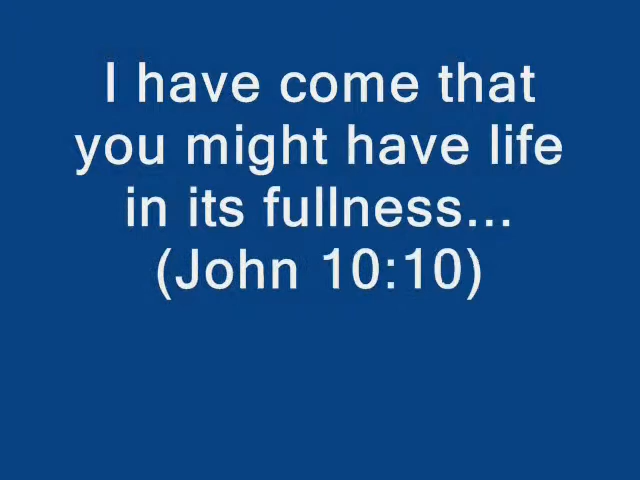 I have come that
you might have life
in its fullness...
(John 10:10)